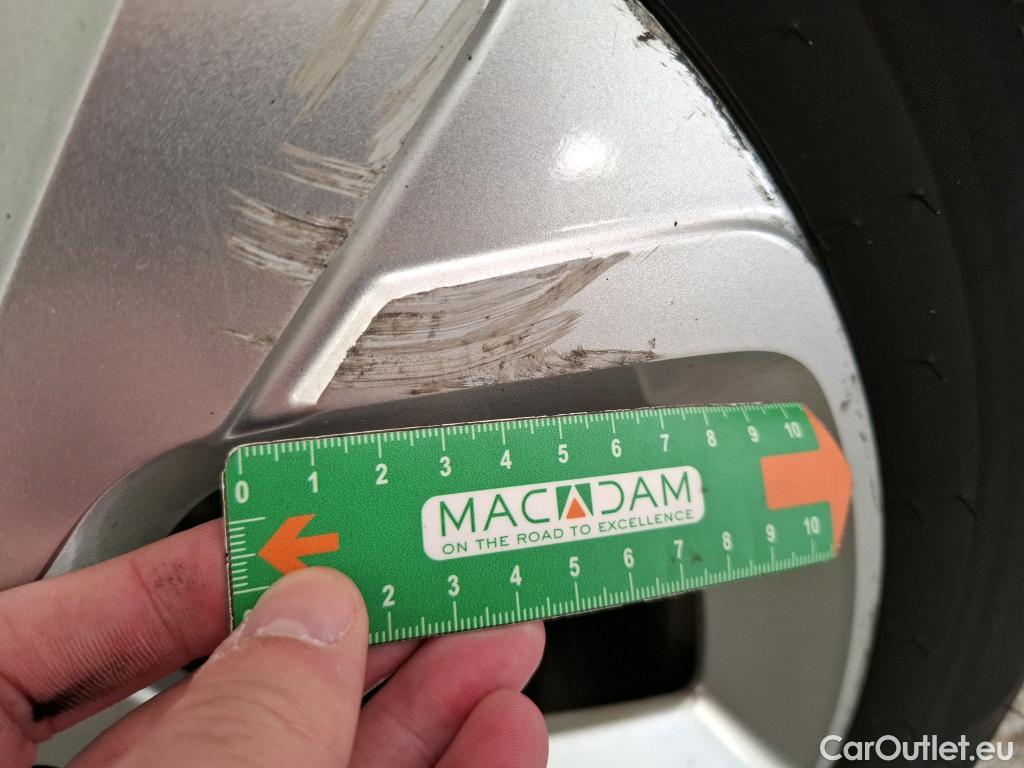 0 1 2 3 4 5 6 7 8 9 10
MACADAM
ON THE ROAD TO EXCELLENCE
2 3 4 5 6 7 8 9 10
CarOutlet.eu